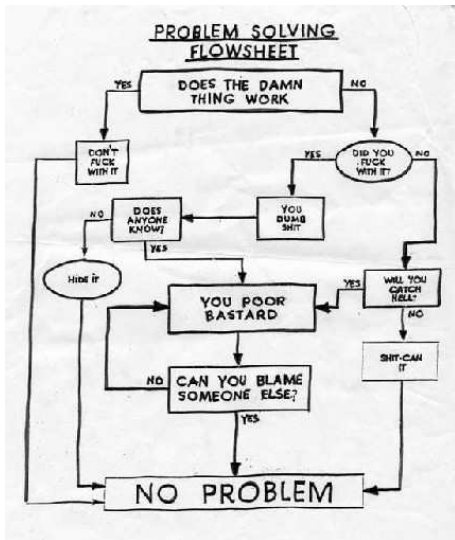 PROBLEM SOLVING
FLOWSHEET
DOES THE DAMN
THING WORK
YES
NO
DON'T
FUCK
WITH IT
YES
DID YOU
FUCK
WITH IT?
NO
NO
DOES
ANYONE
KNOW?
YES
YOU
DUMB
SHIT
HIDE IT
YOU POOR
BASTARD
YES
WILL YOU
CATCH
HELL?
NO
SHIT-CAN
IT
NO
CAN YOU BLAME
SOMEONE ELSE?
YES
NO PROBLEM